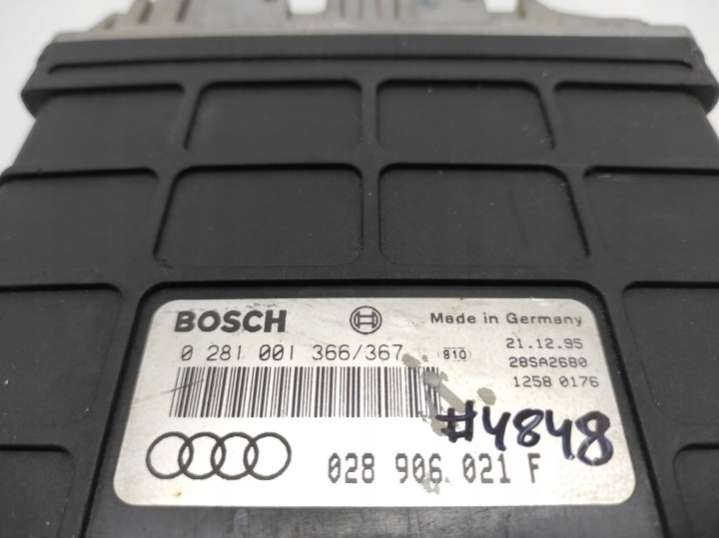 BOSCH Made in Germany
0 281 001 366/367 810 21.12.95
28SA2680
1258 0176
#4848
028 906 021 F